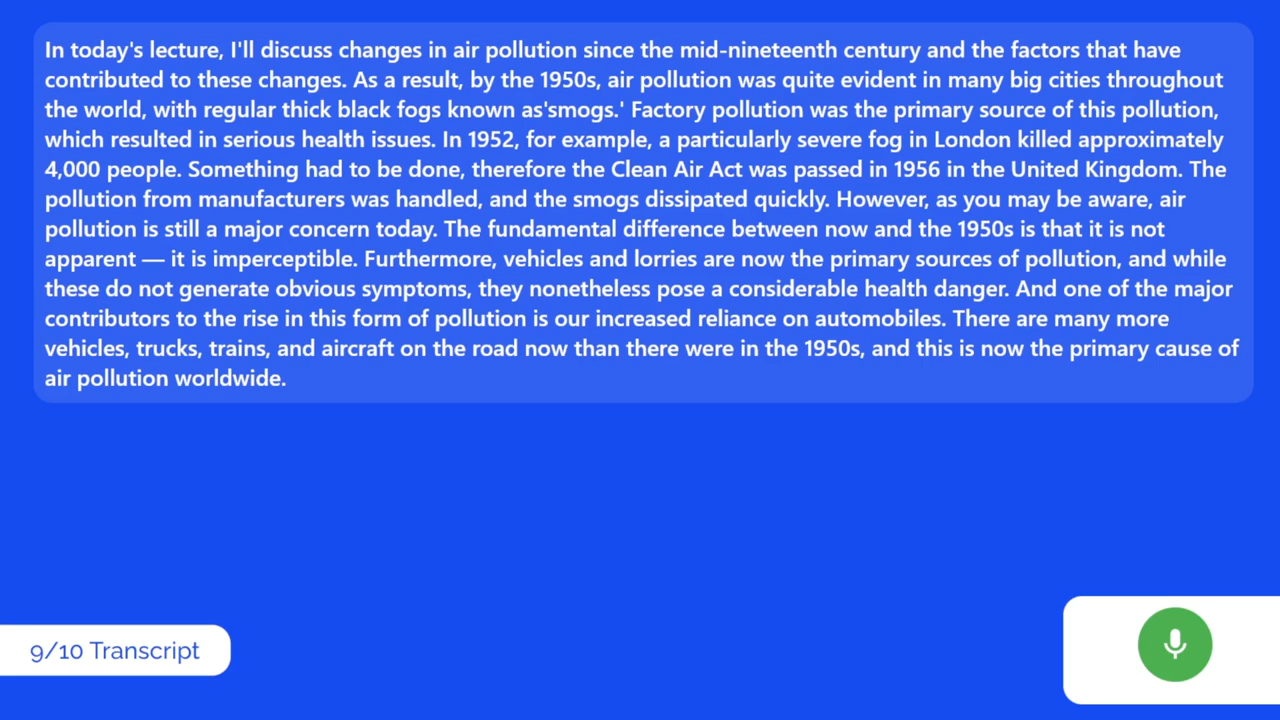 In today's lecture, I'll discuss changes in air pollution since the mid-nineteenth century and the factors that have
contributed to these changes. As a result, by the 1950s, air pollution was quite evident in many big cities throughout
the world, with regular thick black fogs known as'smogs.' Factory pollution was the primary source of this pollution,
which resulted in serious health issues. In 1952, for example, a particularly severe fog in London killed approximately
4,000 people. Something had to be done, therefore the Clean Air Act was passed in 1956 in the United Kingdom. The
pollution from manufacturers was handled, and the smogs dissipated quickly. However, as you may be aware, air
pollution is still a major concern today. The fundamental difference between now and the 1950s is that it is not
apparent — it is imperceptible. Furthermore, vehicles and lorries are now the primary sources of pollution, and while
these do not generate obvious symptoms, they nonetheless pose a considerable health danger. And one of the major
contributors to the rise in this form of pollution is our increased reliance on automobiles. There are many more
vehicles, trucks, trains, and aircraft on the road now than there were in the 1950s, and this is now the primary cause of
air pollution worldwide.
9/10 Transcript